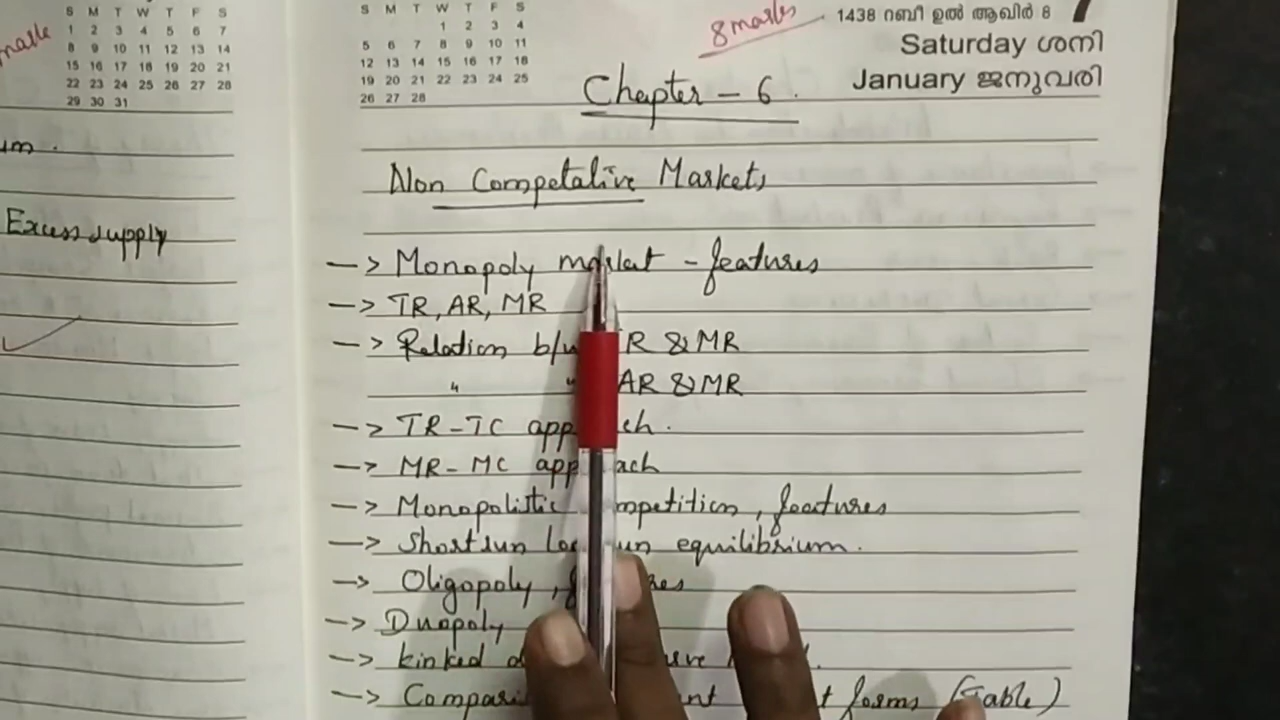 S M T W T F S
1 2 3 4 5 6 7
8 9 10 11 12 13 14
15 16 17 18 19 20 21
22 23 24 25 26 27 28
29 30 31
Excess supply
S M T W T F S
1 2 3 4
5 6 7 8 9 10 11
12 13 14 15 16 17 18
19 20 21 22 23 24 25
26 27 28
8 marks
1438 റബീ ഉൽ ആഖിർ 8 7
Saturday ശനി
January ജനുവരി
Chapter - 6.
Non Competative Markets
-> Monopoly market - features
-> TR, AR, MR
-> Relation b/w TR & MR
" " AR & MR
-> TR-TC approach.
-> MR-MC approach
-> Monopolistic competition, features
-> Short run long run equilibrium.
-> Oligopoly, features
-> Duopoly
-> kinked
-> forms (Table)